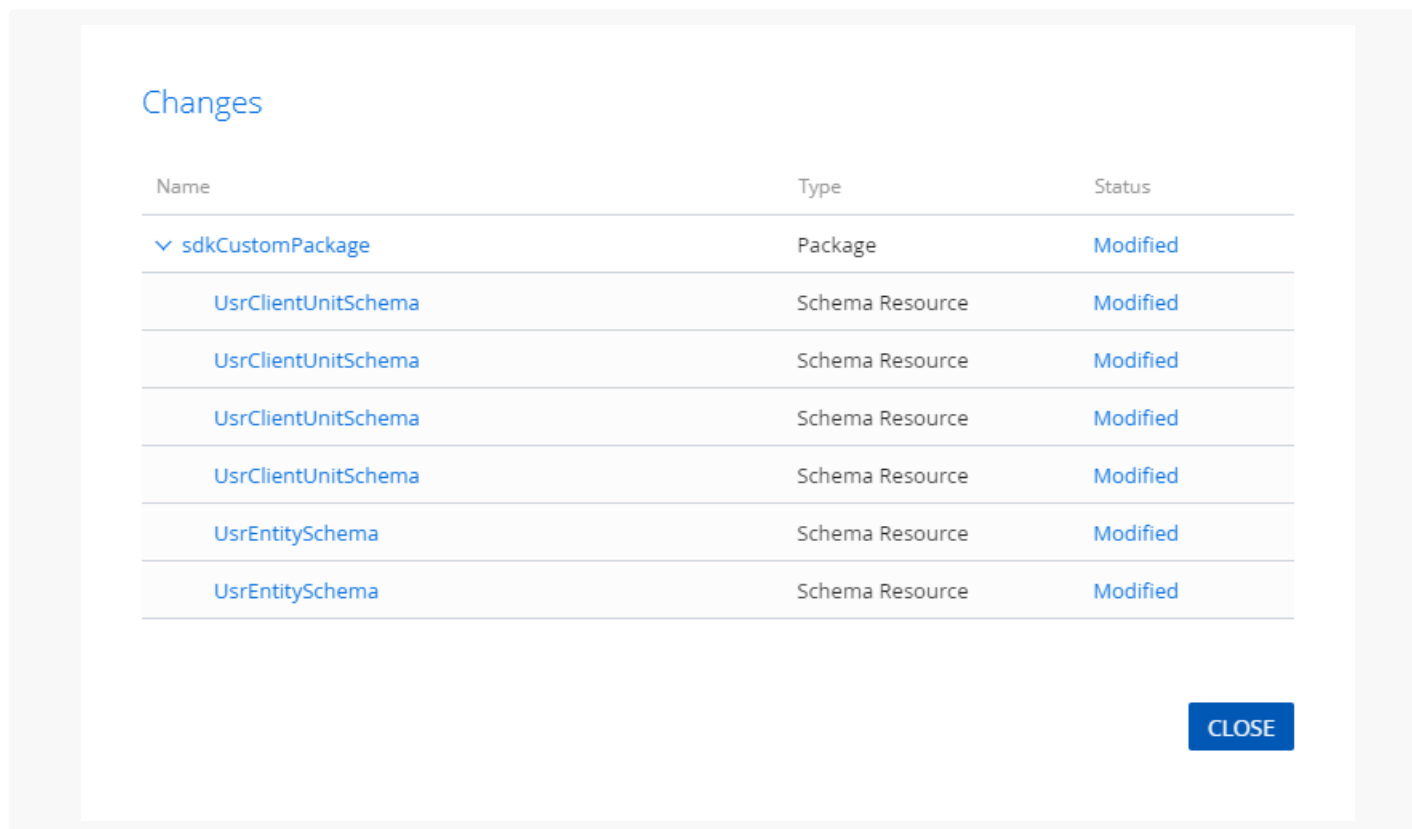 Changes
Name Type Status
sdkCustomPackage Package Modified
UsrClientUnitSchema Schema Resource Modified
UsrClientUnitSchema Schema Resource Modified
UsrClientUnitSchema Schema Resource Modified
UsrClientUnitSchema Schema Resource Modified
UsrEntitySchema Schema Resource Modified
UsrEntitySchema Schema Resource Modified
CLOSE